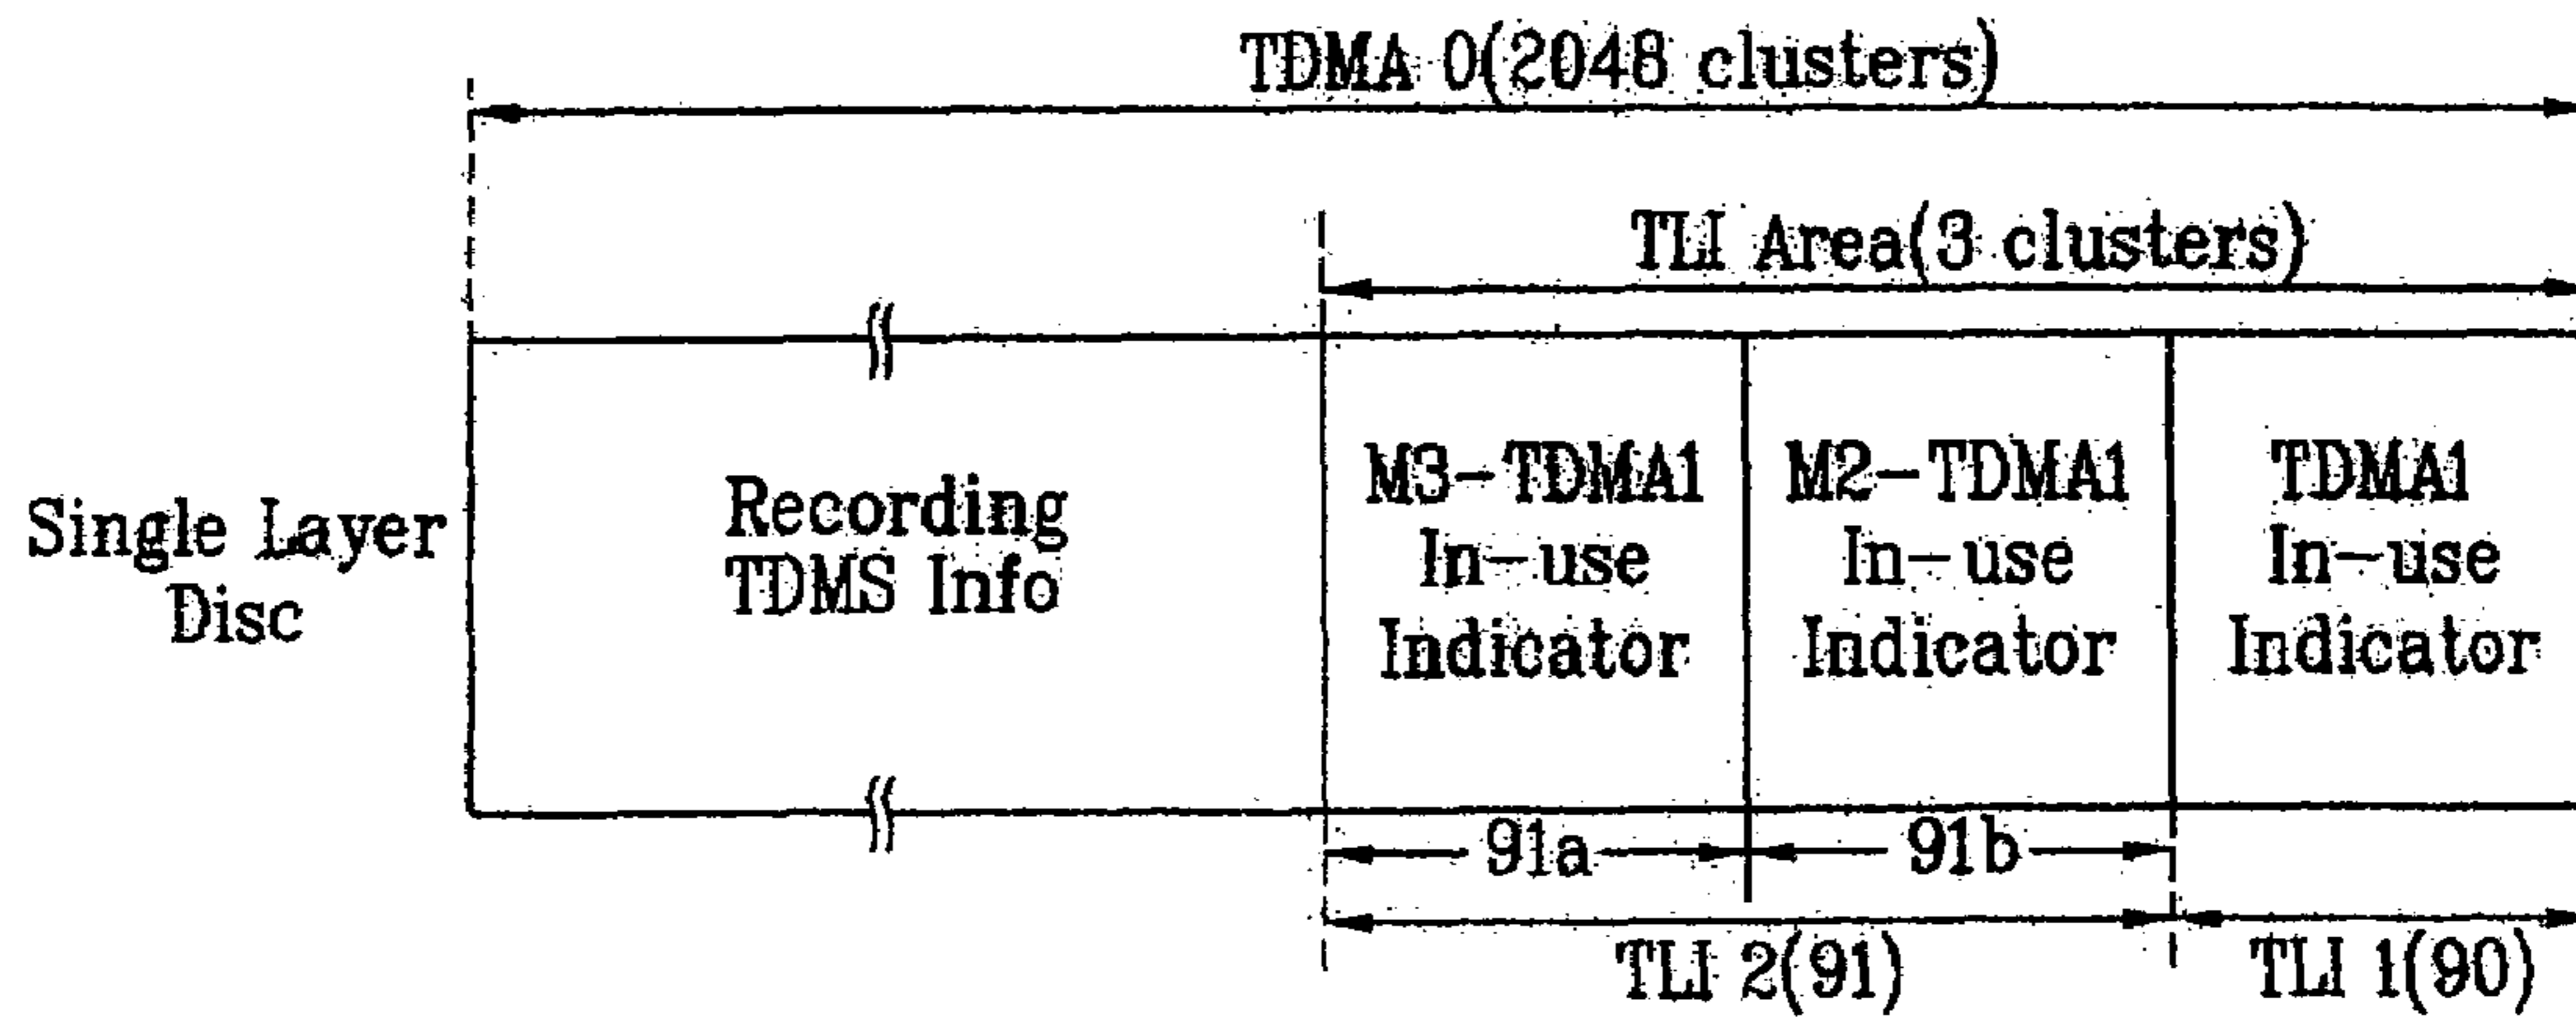 TDMA 0(2048 clusters)
TLI Area(3 clusters)
Single Layer
Disc
Recording
TDMS Info
M3-TDMA1
In-use
Indicator
M2-TDMA1
In-use
Indicator
TDMA1
In-use
Indicator
91a
91b
TLI 2(91)
TLI 1(90)